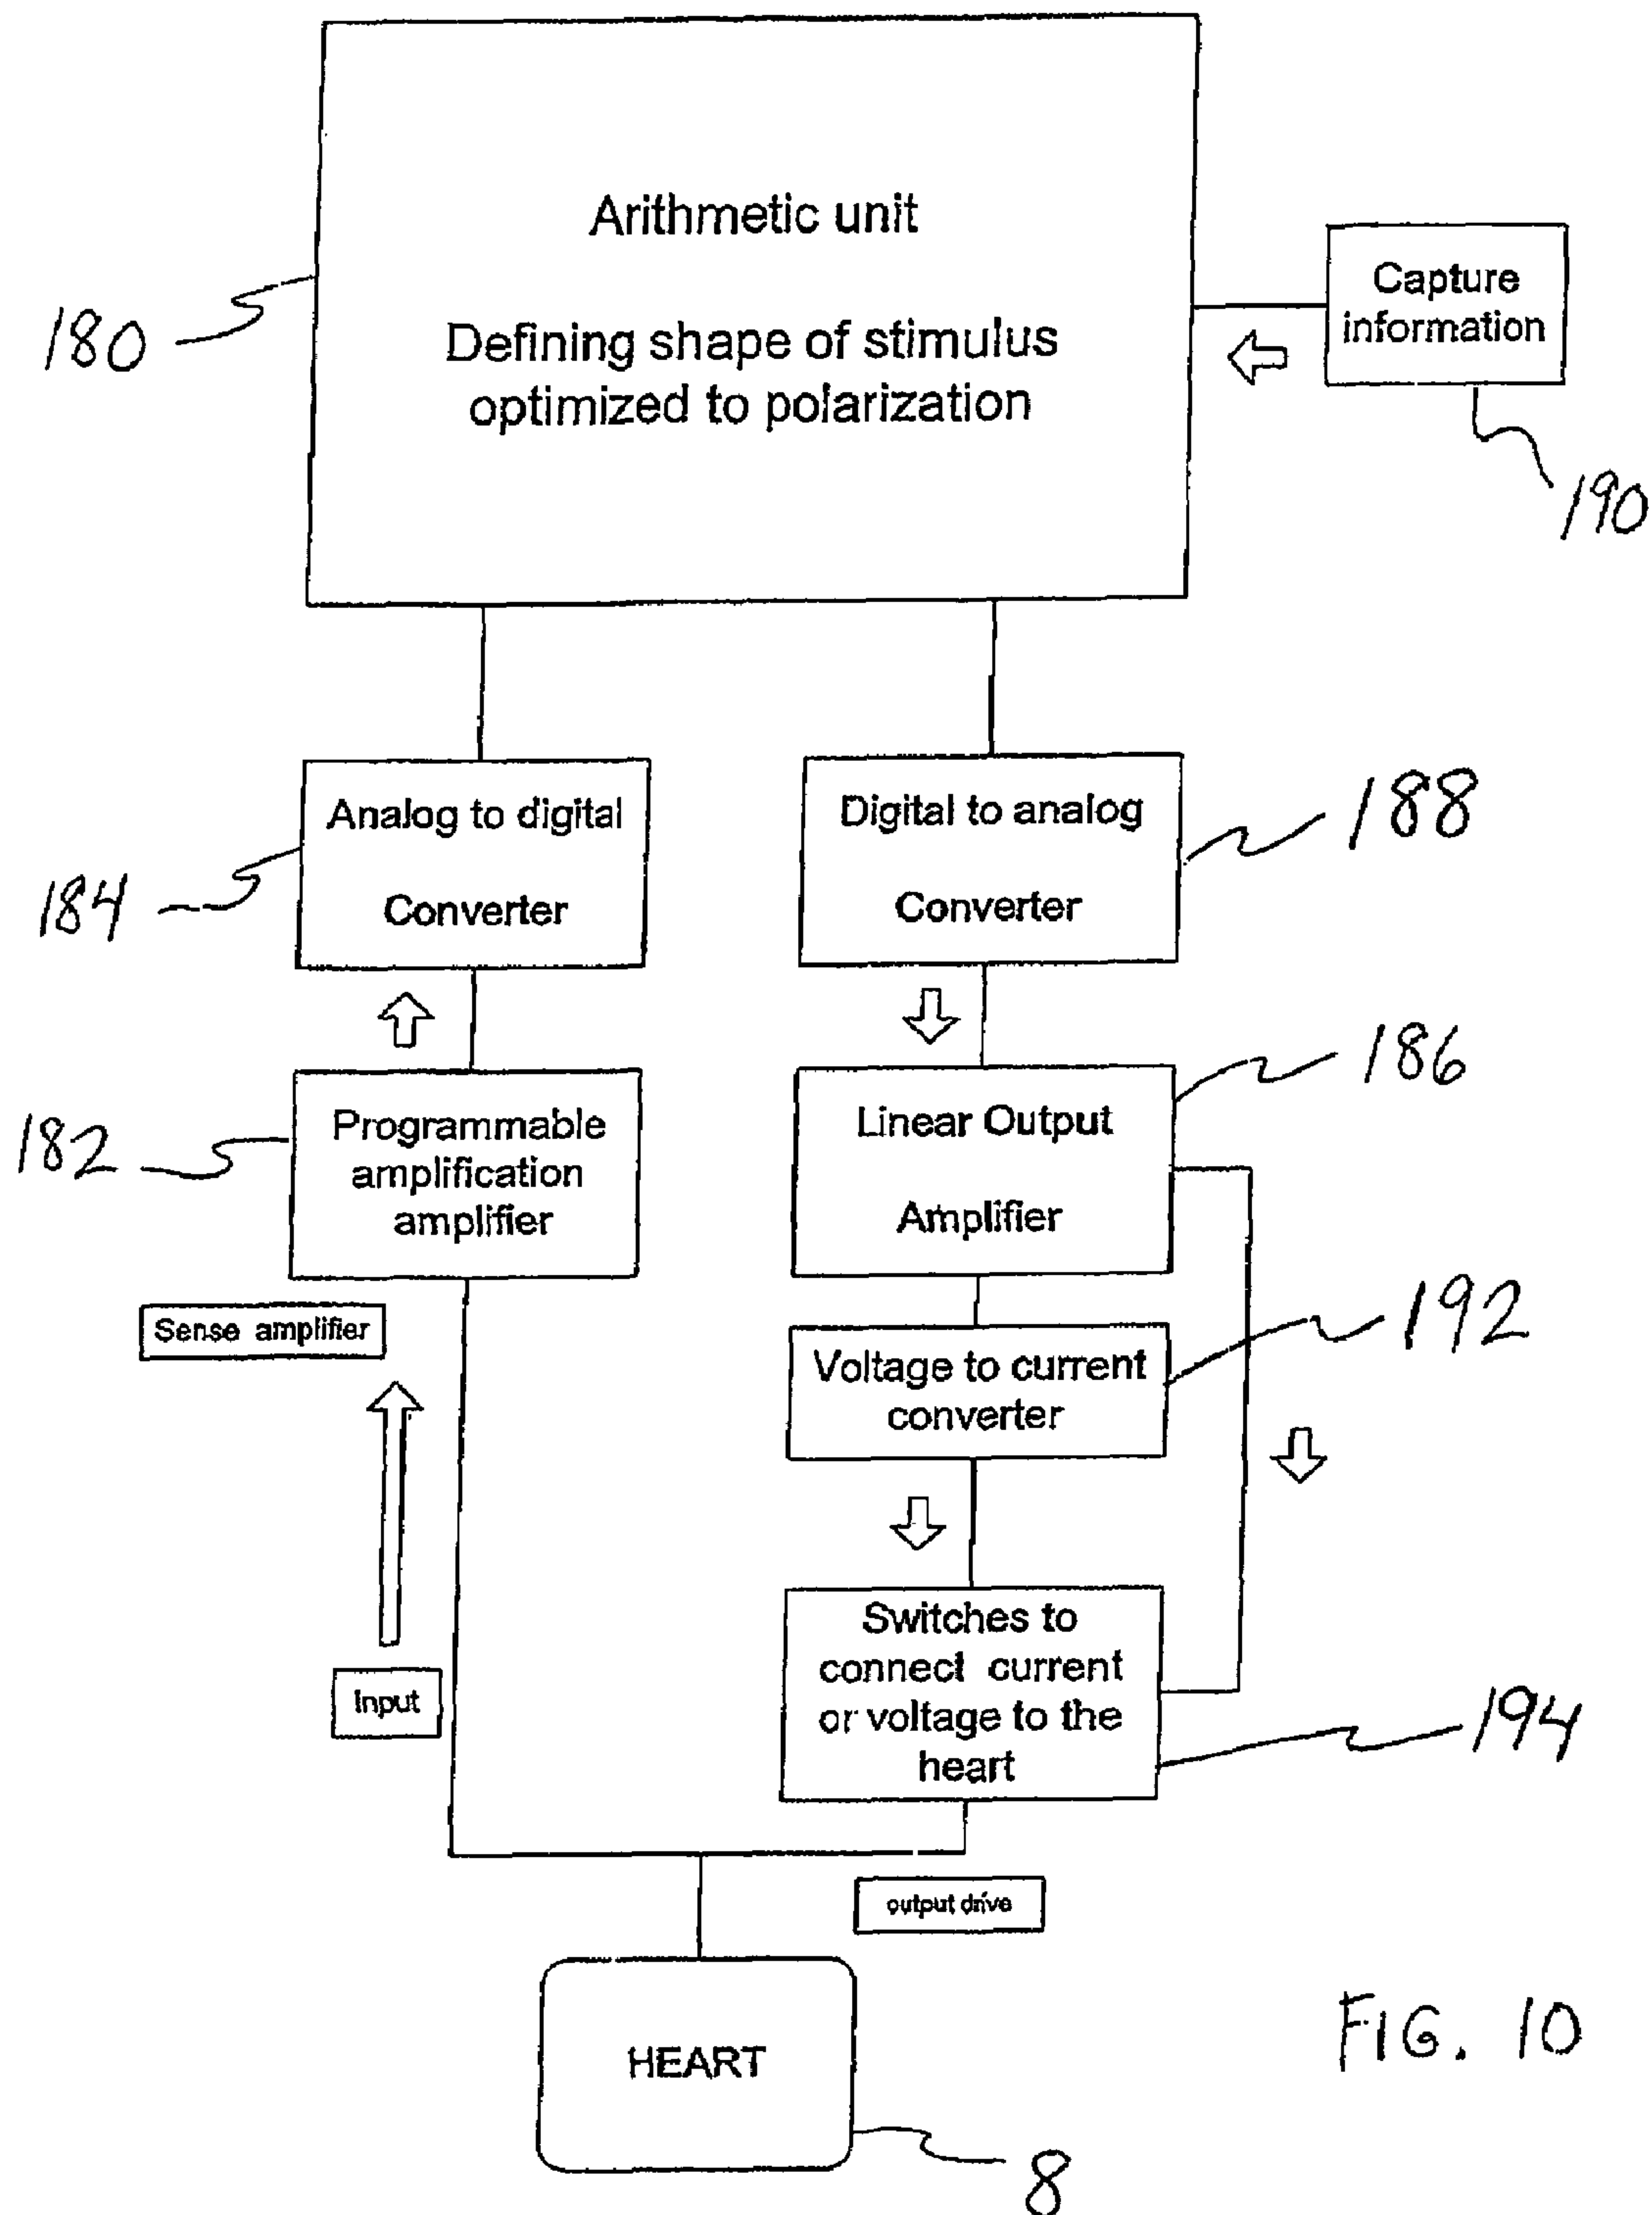 Arithmetic unit
Defining shape of stimulus
optimized to polarization
180
Capture
information
190
Analog to digital
Converter
184
Digital to analog
Converter
188
Programmable
amplification
amplifier
182
Linear Output
Amplifier
186
Sense amplifier
Voltage to current
converter
192
Input
Switches to
connect current
or voltage to the
heart
194
output drive
HEART
8
FIG. 10